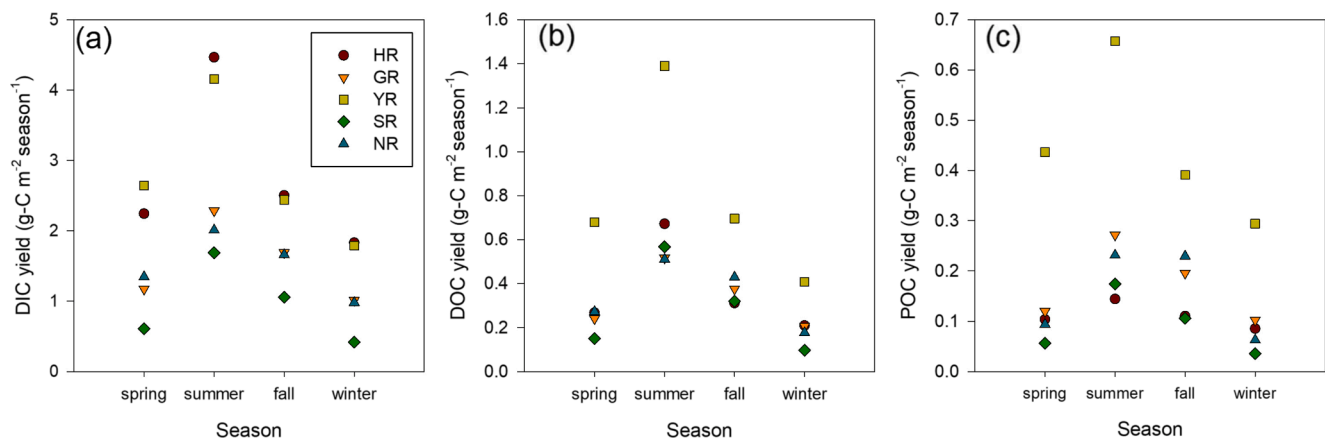 (a)
DIC yield (g-C m⁻² season⁻¹)
5
4
3
2
1
0
HR
GR
YR
SR
NR
spring summer fall winter
Season
(b)
DOC yield (g-C m⁻² season⁻¹)
1.6
1.4
1.2
1.0
0.8
0.6
0.4
0.2
0.0
spring summer fall winter
Season
(c)
POC yield (g-C m⁻² season⁻¹)
0.7
0.6
0.5
0.4
0.3
0.2
0.1
0.0
spring summer fall winter
Season